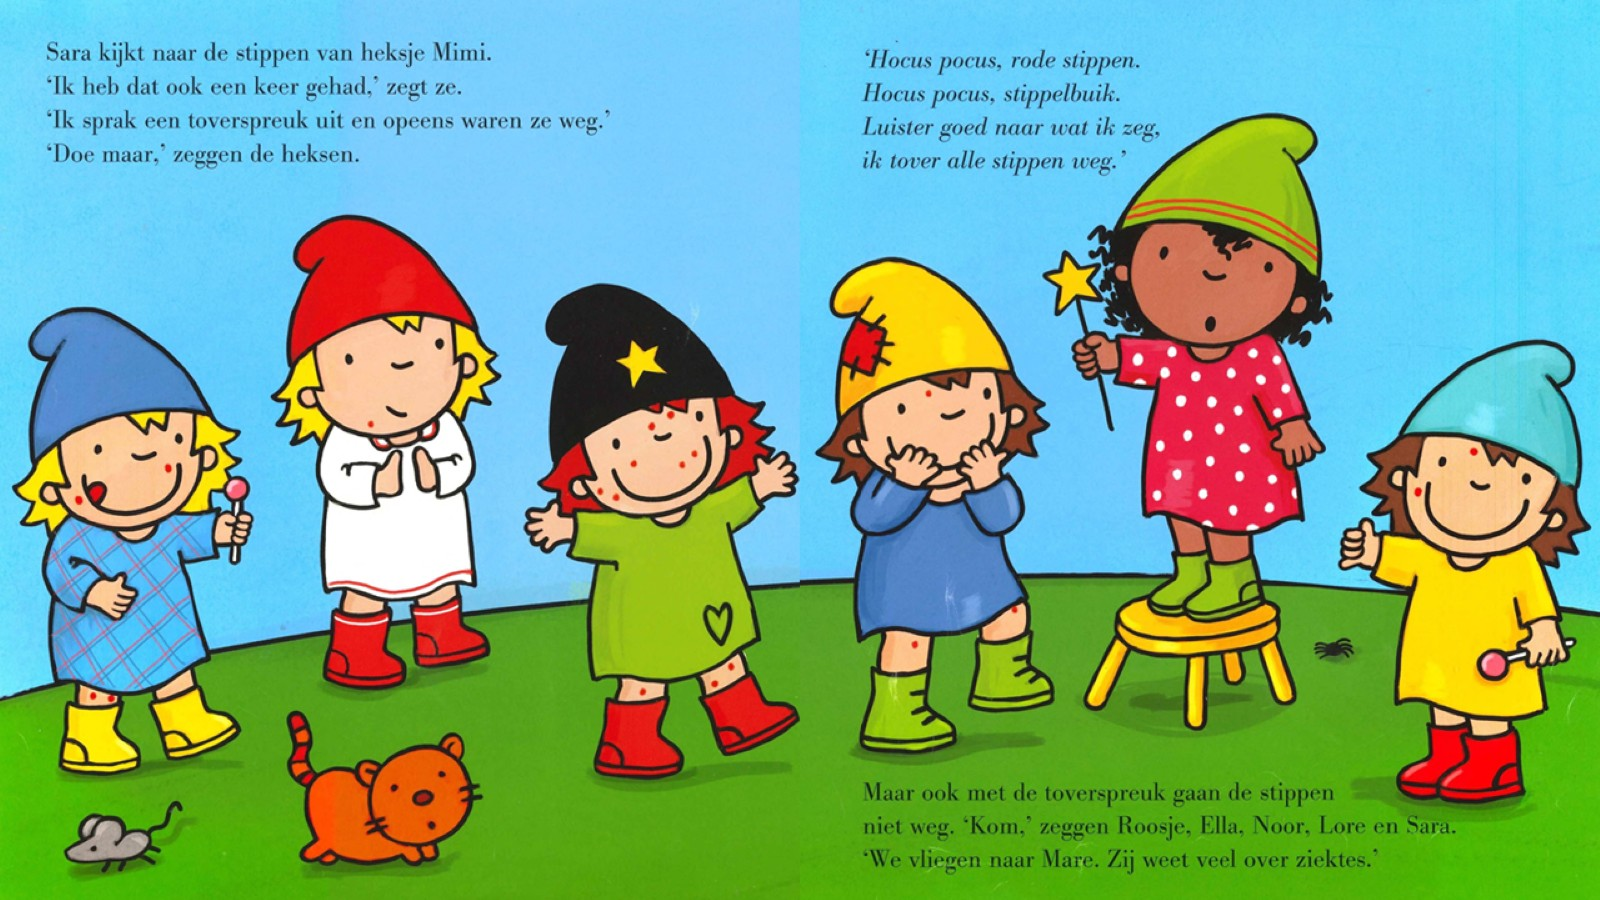 Sara kijkt naar de stippen van heksje Mimi.
‘Ik heb dat ook een keer gehad,’ zegt ze.
‘Ik sprak een toverspreuk uit en opeens waren ze weg.’
‘Doe maar,’ zeggen de heksen.
‘Hocus pocus, rode stippen.
Hocus pocus, stippelbuik.
Luister goed naar wat ik zeg,
ik tover alle stippen weg.’
Maar ook met de toverspreuk gaan de stippen
niet weg. ‘Kom,’ zeggen Roosje, Ella, Noor, Lore en Sara.
‘We vliegen naar Mare. Zij weet veel over ziektes.’